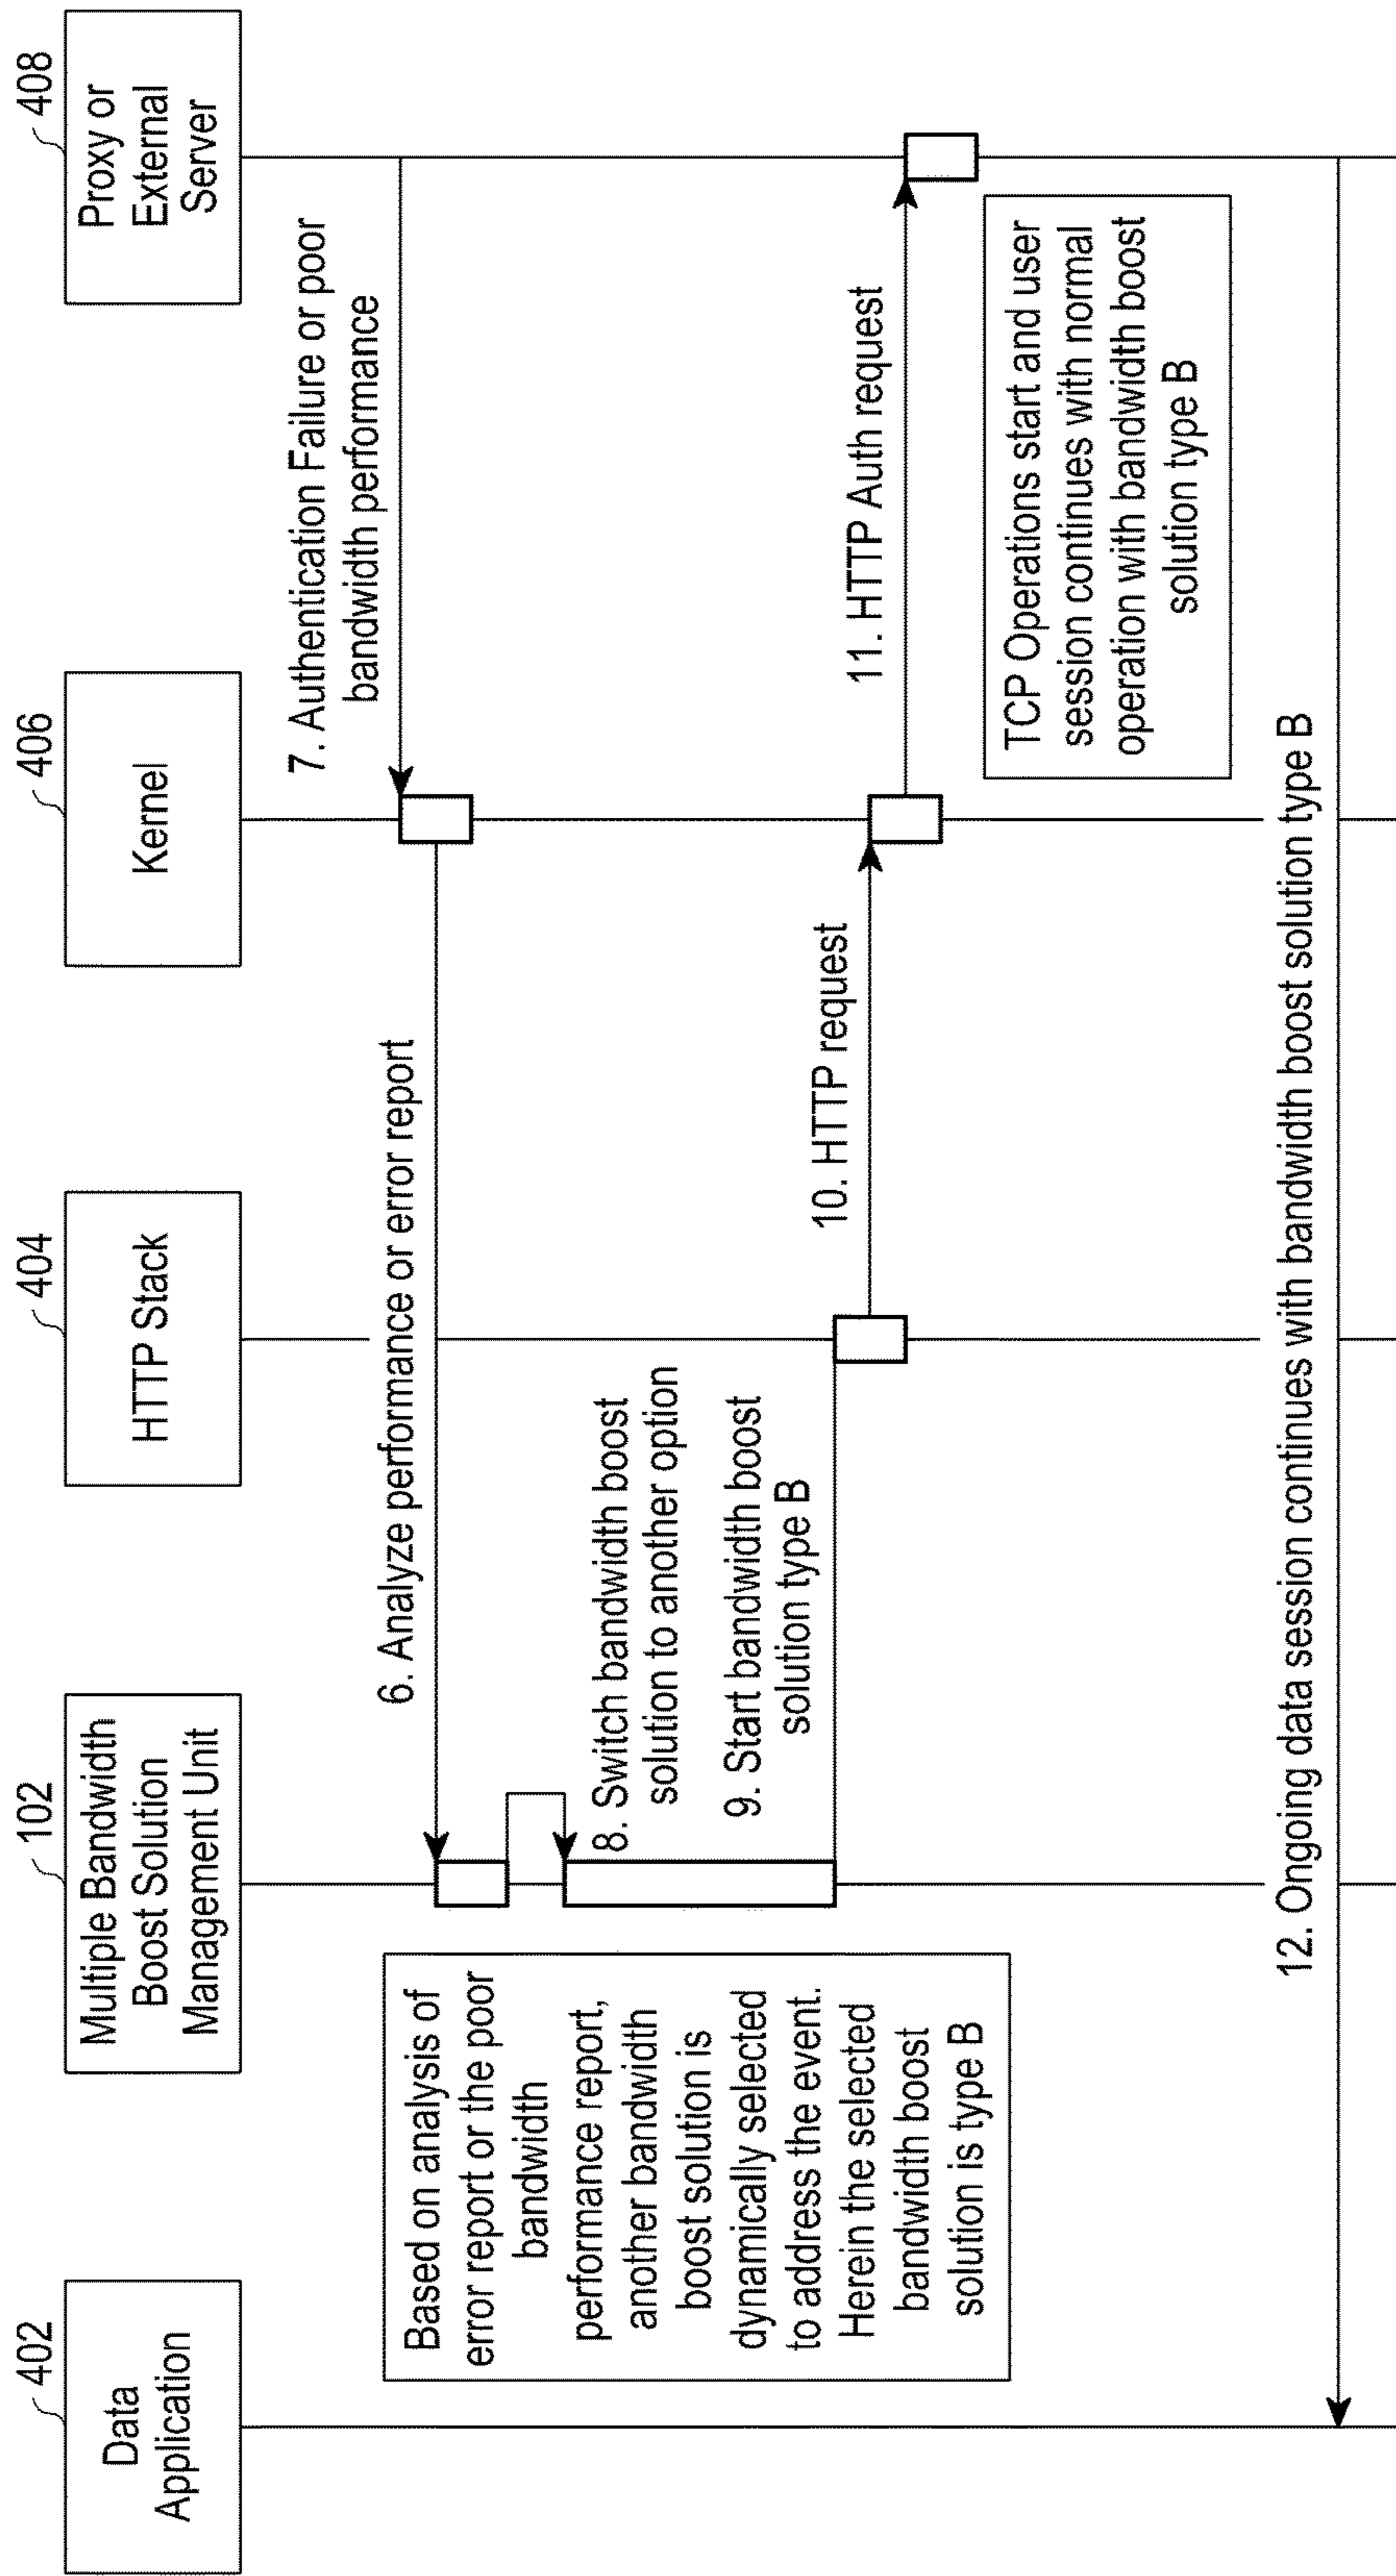 402
Data
Application
102
Multiple Bandwidth
Boost Solution
Management Unit
404
HTTP Stack
406
Kernel
408
Proxy or
External
Server
7. Authentication Failure or poor
bandwidth performance
6. Analyze performance or error report
Based on analysis of
error report or the poor
bandwidth
performance report,
another bandwidth
boost solution is
dynamically selected
to address the event.
Herein the selected
bandwidth boost
solution is type B
8. Switch bandwidth boost
solution to another option
9. Start bandwidth boost
solution type B
10. HTTP request
11. HTTP Auth request
TCP Operations start and user
session continues with normal
operation with bandwidth boost
solution type B
12. Ongoing data session continues with bandwidth boost solution type B